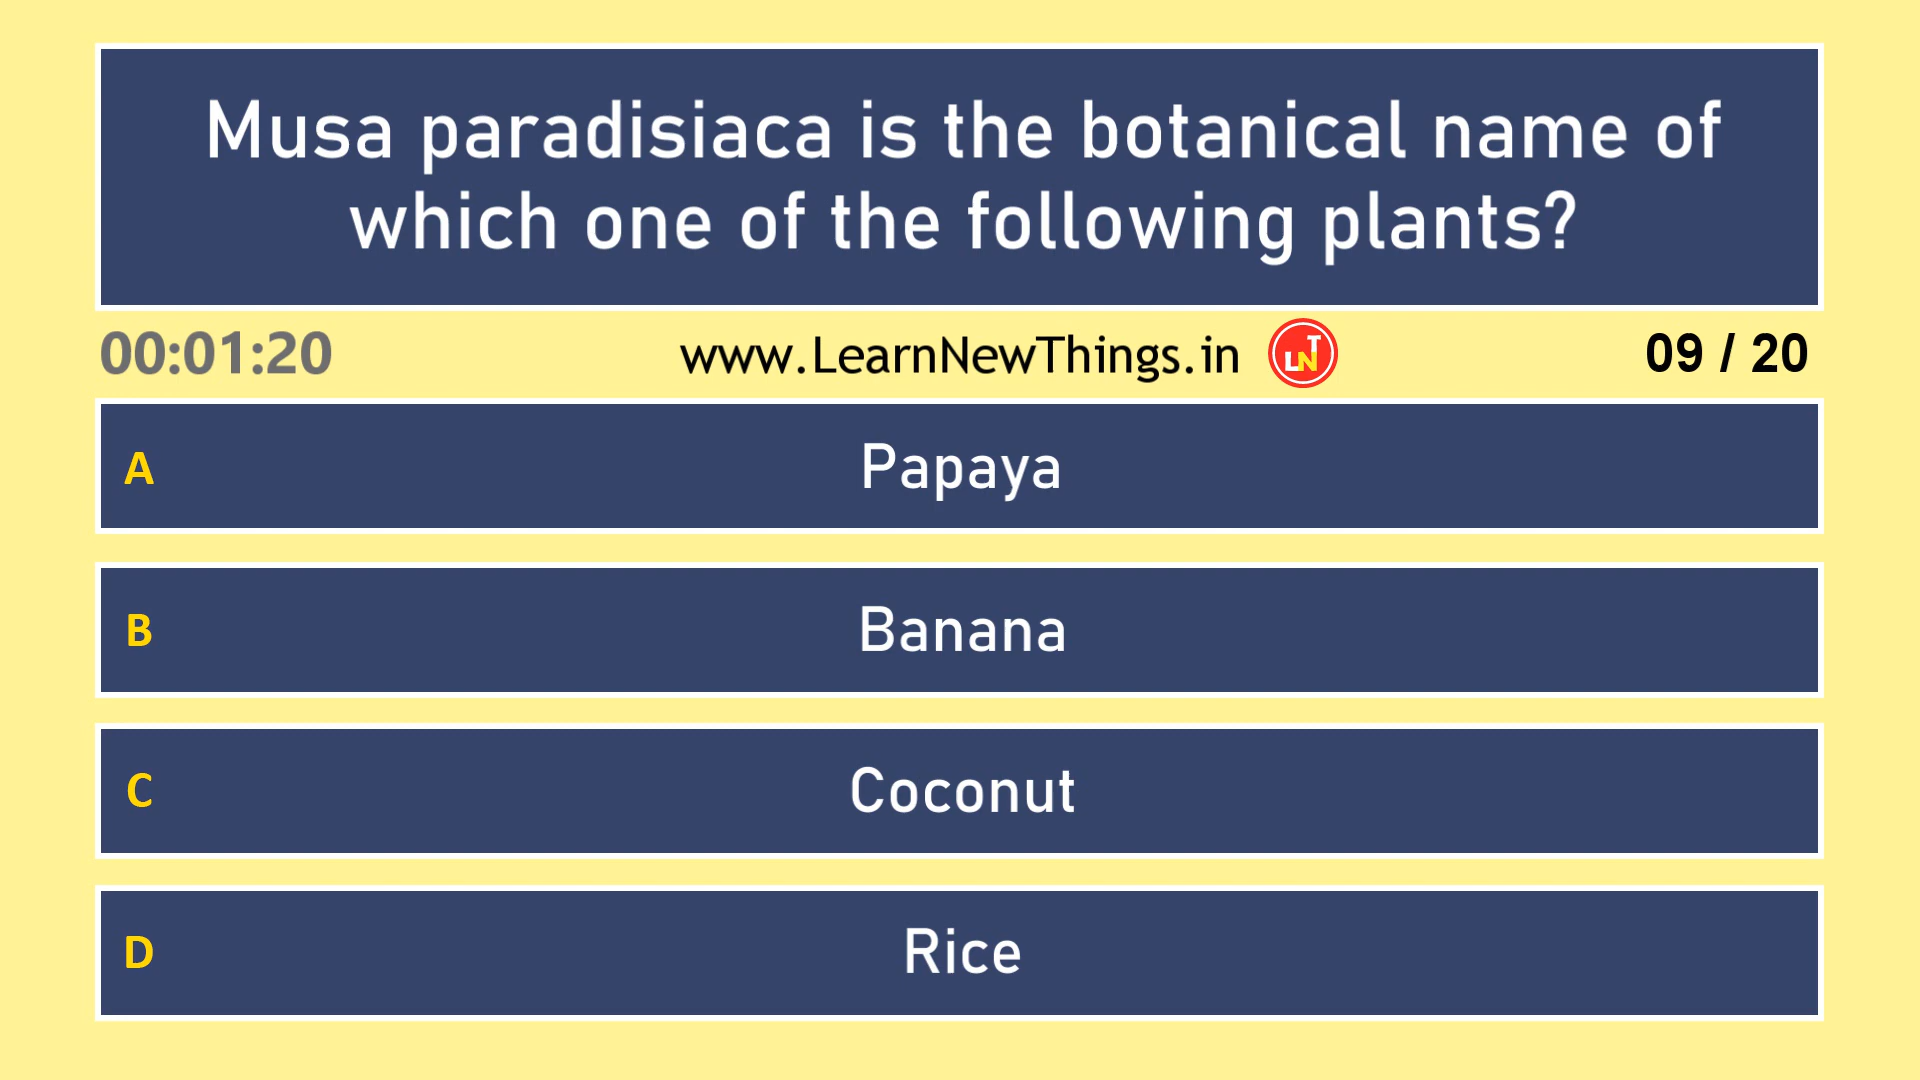 Musa paradisiaca is the botanical name of
which one of the following plants?
00:01:20
www.LearnNewThings.in
LNT
09 / 20
A
Papaya
B
Banana
C
Coconut
D
Rice